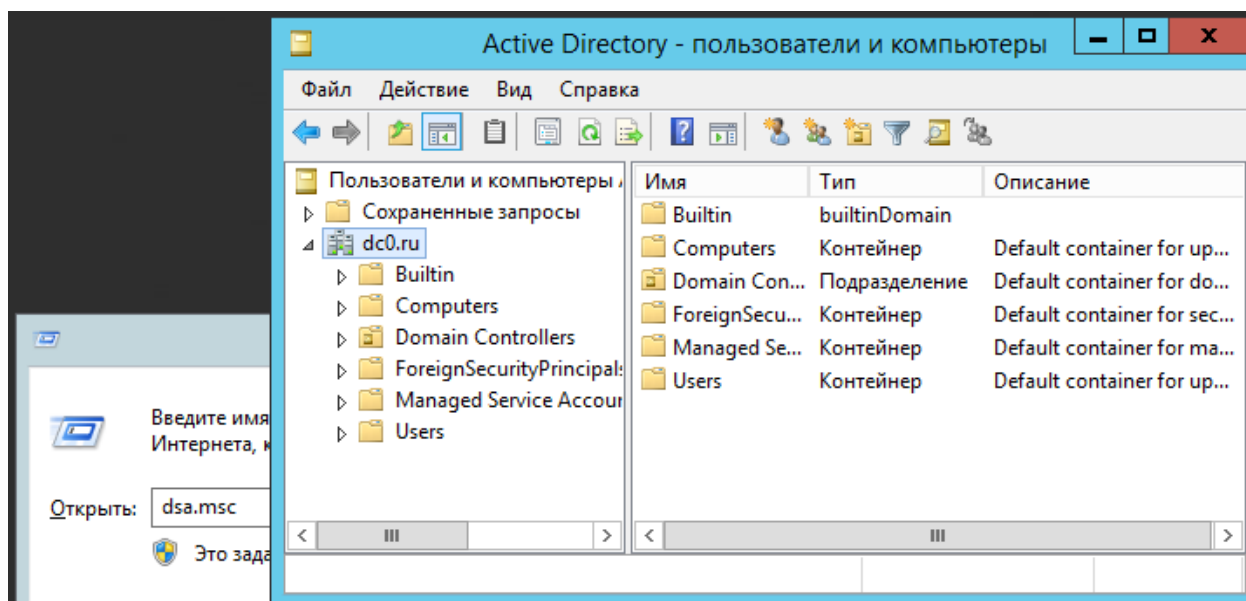 Active Directory - пользователи и компьютеры
Файл Действие Вид Справка
Пользователи и компьютеры
Сохраненные запросы
dc0.ru
Builtin
Computers
Domain Controllers
ForeignSecurityPrincipals
Managed Service Accour
Users
Имя Тип Описание
Builtin builtinDomain
Computers Контейнер Default container for up...
Domain Con... Подразделение Default container for do...
ForeignSecu... Контейнер Default container for sec...
Managed Se... Контейнер Default container for ma...
Users Контейнер Default container for up...
Введите имя
Интернета, к
Открыть: dsa.msc
Это зада